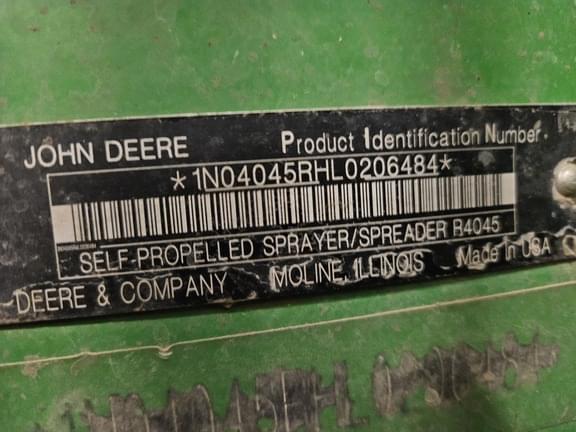 JOHN DEERE Product Identification Number
*1N04045RHL0206484*
SELF-PROPELLED SPRAYER/SPREADER R4045
DEERE & COMPANY MOLINE, ILLINOIS Made in USA